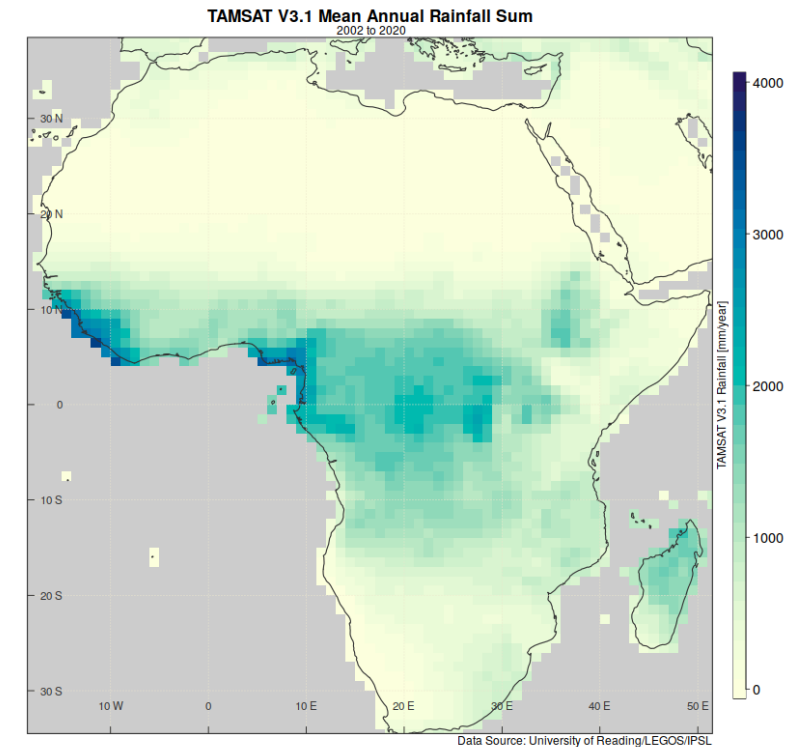 TAMSAT V3.1 Mean Annual Rainfall Sum
2002 to 2020
30 N
20 N
10 N
0
10 S
20 S
30 S
10 W
0
10 E
20 E
30 E
40 E
50 E
4000
3000
2000
1000
0
TAMSAT V3.1 Rainfall [mm/year]
Data Source: University of Reading/LEGOS/IPSL